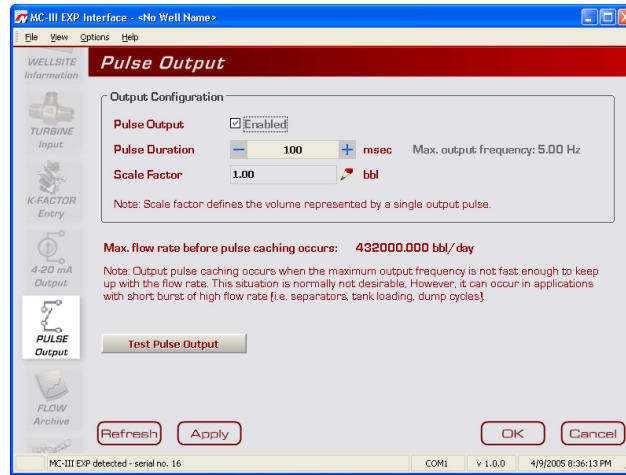 MC-III EXP Interface - <No Well Name>
File View Options Help
WELLSITE
Information
TURBINE
Input
K-FACTOR
Entry
4-20 mA
Output
PULSE
Output
FLOW
Archive
Pulse Output
Output Configuration
Pulse Output Enabled
Pulse Duration 100 msec Max. output frequency: 5.00 Hz
Scale Factor 1.00 bbl
Note: Scale factor defines the volume represented by a single output pulse.
Max. flow rate before pulse caching occurs: 432000.000 bbl/day
Note: Output pulse caching occurs when the maximum output frequency is not fast enough to keep
up with the flow rate. This situation is normally not desirable. However, it can occur in applications
with short burst of high flow rate (i.e. separators, tank loading, dump cycles).
Test Pulse Output
Refresh Apply OK Cancel
MC-III EXP detected - serial no. 16 COM1 v 1.0.0 4/9/2005 8:36:13 PM